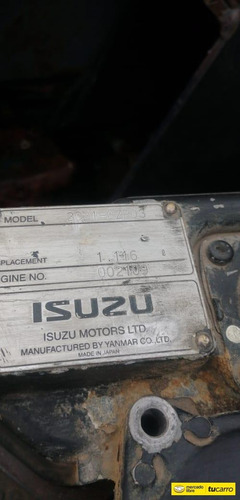 MODEL
PLACEMENT 1.116 ℓ
GINE NO. 002109
ISUZU
ISUZU MOTORS LTD.
MANUFACTURED BY YANMAR CO.,LTD.
MADE IN JAPAN
mercado libre tucarro